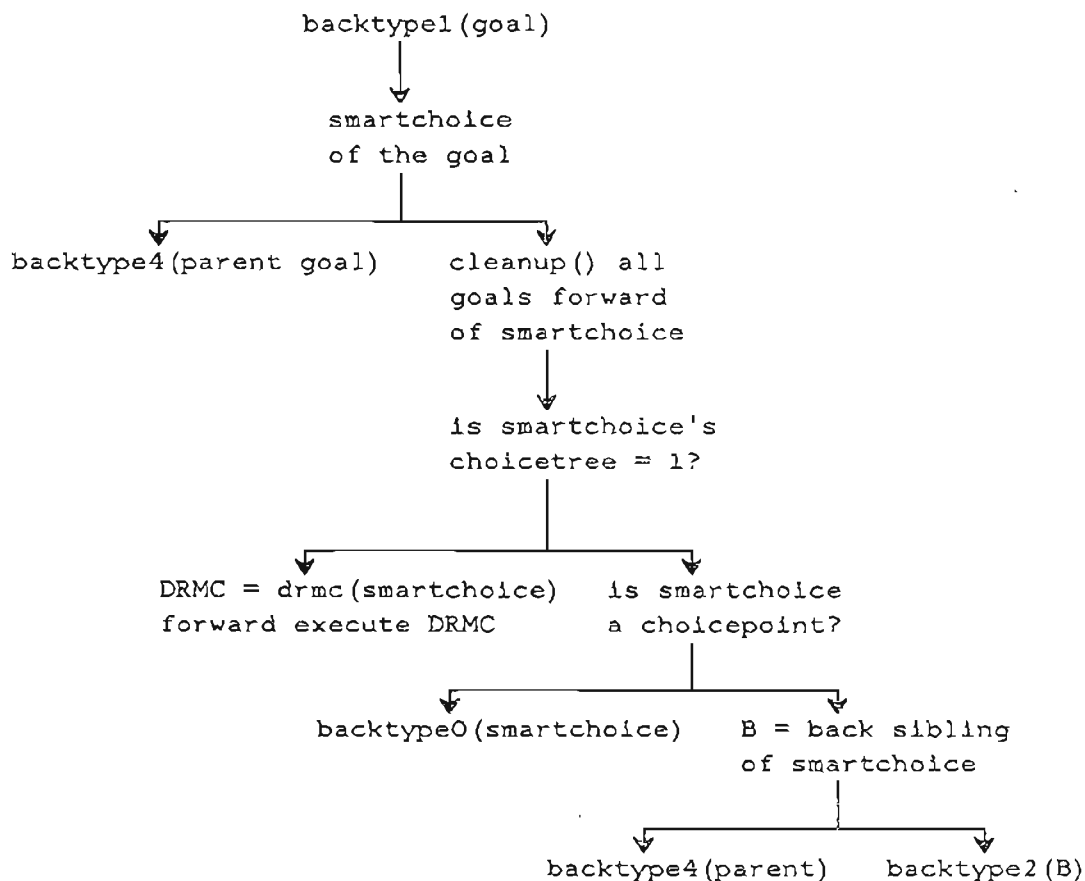 backtype1(goal)
smartchoice
of the goal
backtype4(parent goal)
cleanup() all
goals forward
of smartchoice
is smartchoice's
choicetree = 1?
DRMC = drmc(smartchoice)
forward execute DRMC
is smartchoice
a choicepoint?
backtype0(smartchoice)
B = back sibling
of smartchoice
backtype4(parent)
backtype2(B)